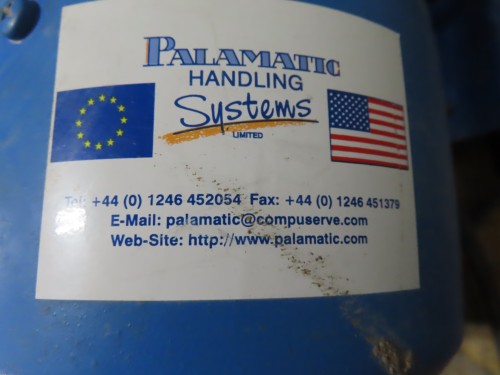 PALAMATIC
HANDLING
Systems
LIMITED
Tel: +44 (0) 1246 452054 Fax: +44 (0) 1246 451379
E-Mail: palamatic@compuserve.com
Web-Site: http://www.palamatic.com